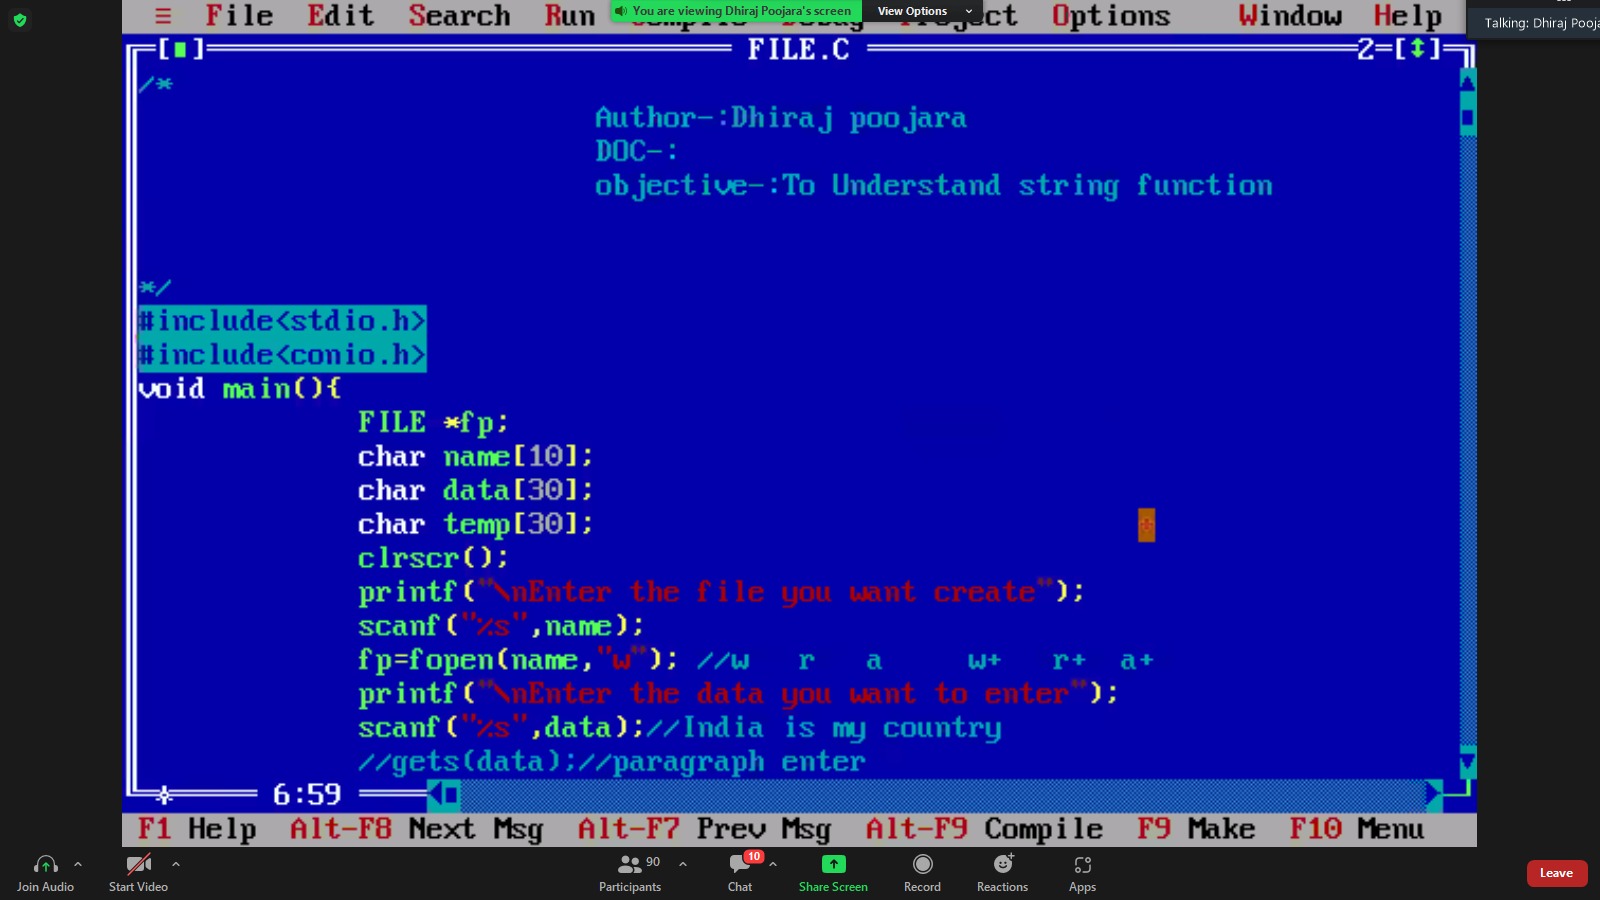 ≡ File Edit Search Run Compile Debug Project Options Window Help
You are viewing Dhiraj Poojara's screen View Options
Talking: Dhiraj Pooja
[■] FILE.C 2=[↕]
/*
Author-:Dhiraj poojara
DOC-:
objective-:To Understand string function
*/
#include<stdio.h>
#include<conio.h>
void main(){
FILE *fp;
char name[10];
char data[30];
char temp[30];
clrscr();
printf("\nEnter the file you want create");
scanf("%s",name);
fp=fopen(name,"w"); //w r a w+ r+ a+
printf("\nEnter the data you want to enter");
scanf("%s",data);//India is my country
//gets(data);//paragraph enter
6:59
F1 Help Alt-F8 Next Msg Alt-F7 Prev Msg Alt-F9 Compile F9 Make F10 Menu
90 10
Join Audio Start Video Participants Chat Share Screen Record Reactions Apps Leave